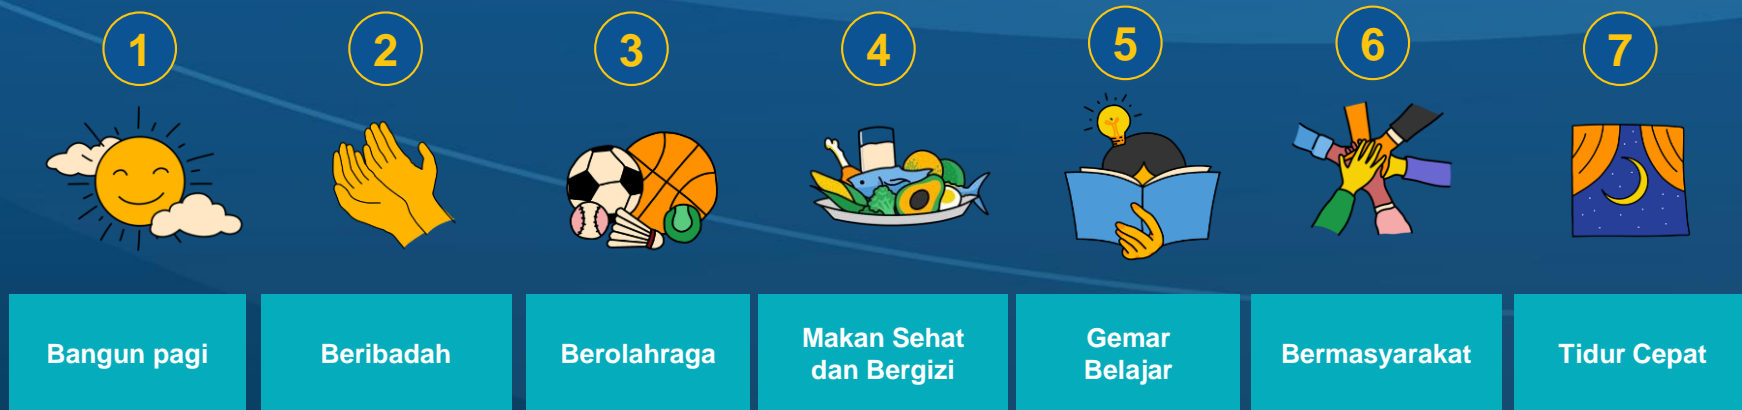 1
2
3
4
5
6
7
Bangun pagi
Beribadah
Berolahraga
Makan Sehat
dan Bergizi
Gemar
Belajar
Bermasyarakat
Tidur Cepat